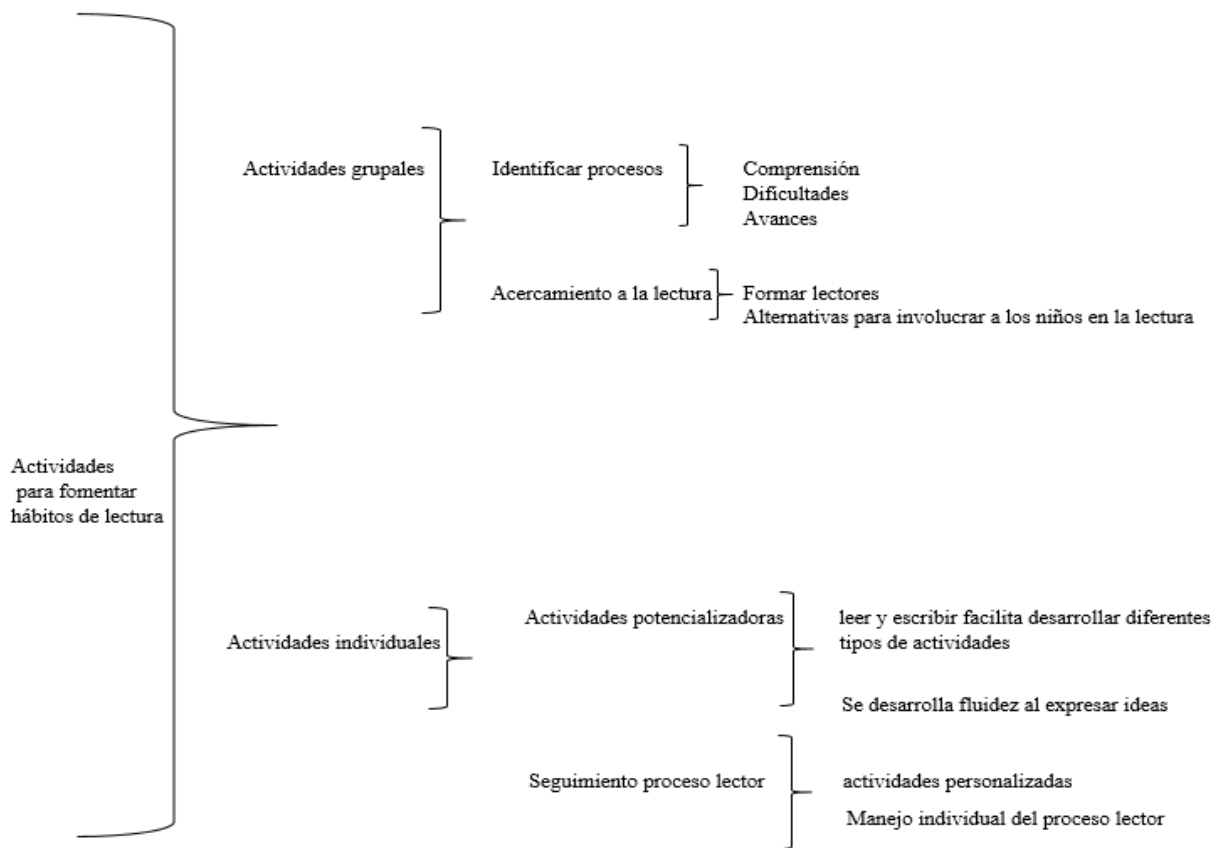 Actividades grupales
Identificar procesos
Comprensión
Dificultades
Avances
Acercamiento a la lectura
Formar lectores
Alternativas para involucrar a los niños en la lectura
Actividades
para fomentar
hábitos de lectura
Actividades individuales
Actividades potencializadoras
leer y escribir facilita desarrollar diferentes
tipos de actividades
Se desarrolla fluidez al expresar ideas
Seguimiento proceso lector
actividades personalizadas
Manejo individual del proceso lector